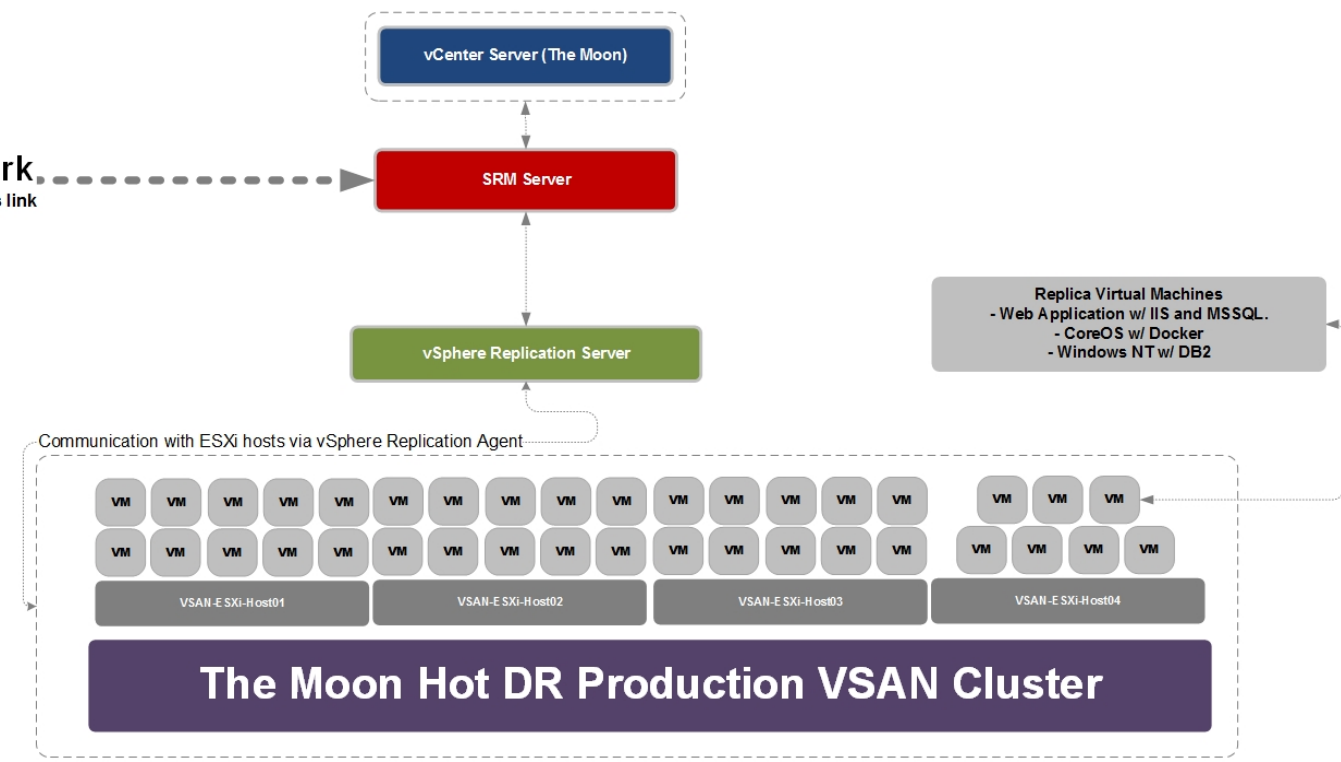 vCenter Server (The Moon)
rk
SRM Server
s link
Replica Virtual Machines
- Web Application w/ IIS and MSSQL.
- CoreOS w/ Docker
- Windows NT w/ DB2
vSphere Replication Server
Communication with ESXi hosts via vSphere Replication Agent
VM VM VM VM VM VM VM VM VM VM VM VM VM VM VM VM VM VM
VM VM VM VM VM VM VM VM VM VM VM VM VM VM VM VM VM VM VM
VSAN-ESXi-Host01 VSAN-ESXi-Host02 VSAN-ESXi-Host03 VSAN-ESXi-Host04
The Moon Hot DR Production VSAN Cluster